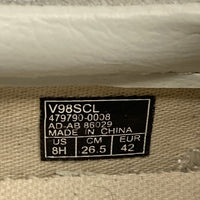 V98SCL
479790-0008
AD-AB 86029
MADE IN CHINA
US CM EUR
8H 26.5 42